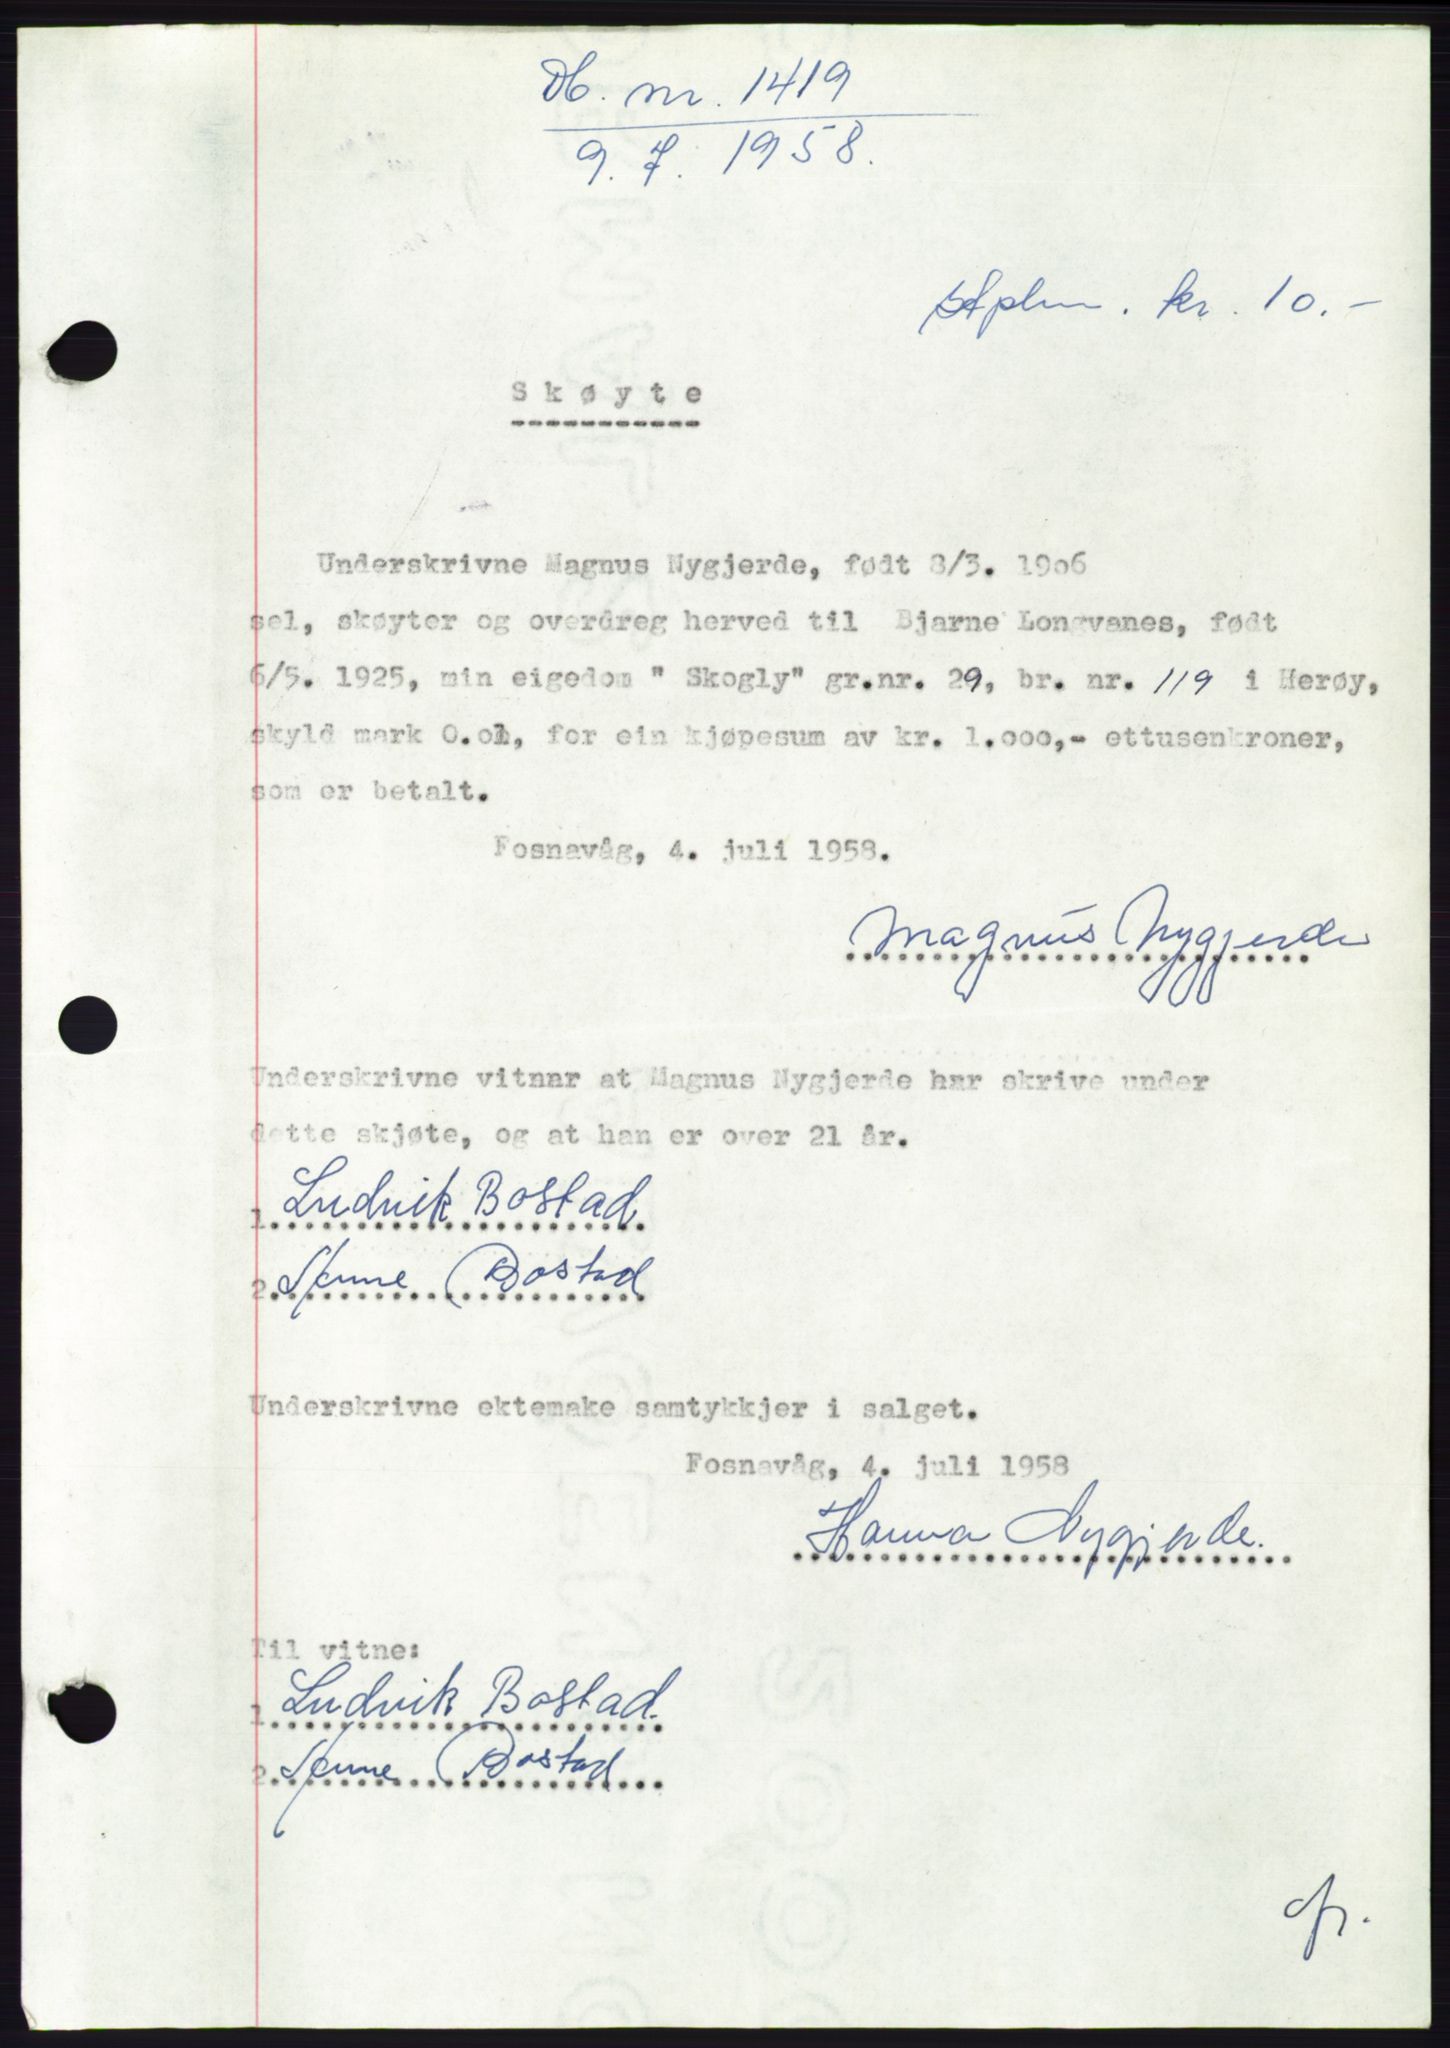 Db. nr. 1419
9. 7. 1958.
kr. 10.-
Skøyte
Underskrivne Magnus Nygjerde, født 8/3. 1906
sel, skøyter og overdreg herved til Bjarne Longvanes, født
6/5. 1925, min eigedom " Skogly" gr.nr. 29, br. nr. 119 i Herøy,
skyld mark 0.01, for ein kjøpesum av kr. 1.000,- ettusenkroner,
som er betalt.
Fosnavåg, 4. juli 1958.
Magnus Nygjerde
Underskrivne vitnar at Magnus Nygjerde har skrive under
dette skjøte, og at han er over 21 år.
1. Ludvik Bostad
2. Bostad
Underskrivne ektemake samtykkjer i salget.
Fosnavåg, 4. juli 1958
Hanna Nygjerde.
Til vitne:
1. Ludvik Bostad.
2. Bostad